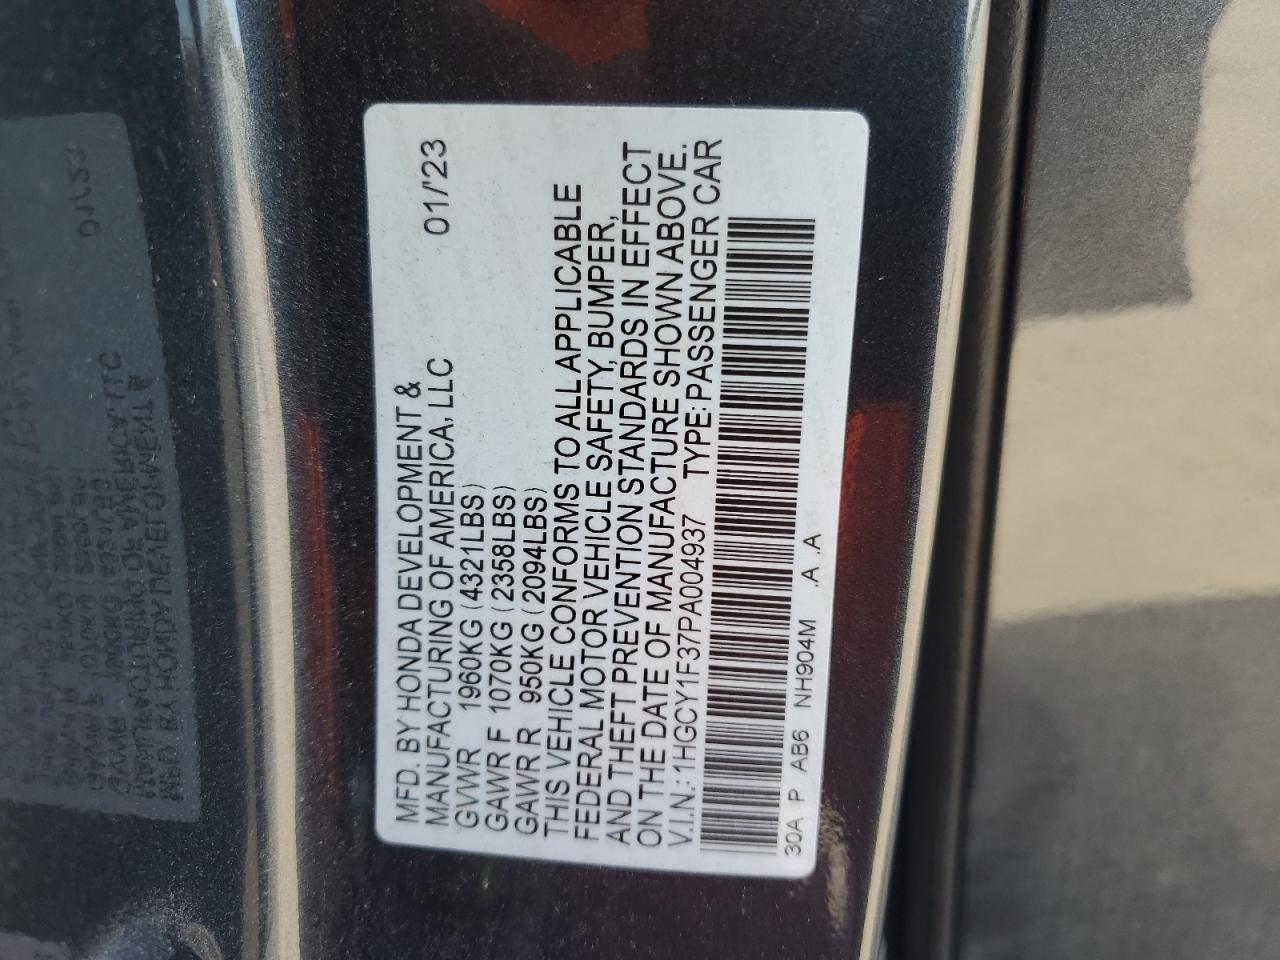 MFD. BY HONDA DEVELOPMENT &
MANUFACTURING OF AMERICA, LLC 01/'23
GVWR 1960KG (4321LBS)
GAWR F 1070KG (2358LBS)
GAWR R 950KG (2094LBS)
THIS VEHICLE CONFORMS TO ALL APPLICABLE
FEDERAL MOTOR VEHICLE SAFETY, BUMPER,
AND THEFT PREVENTION STANDARDS IN EFFECT
ON THE DATE OF MANUFACTURE SHOWN ABOVE.
V.I.N.: 1HGCY1F37PA004937 TYPE: PASSENGER CAR
30A P AB6 NH904M .A .A